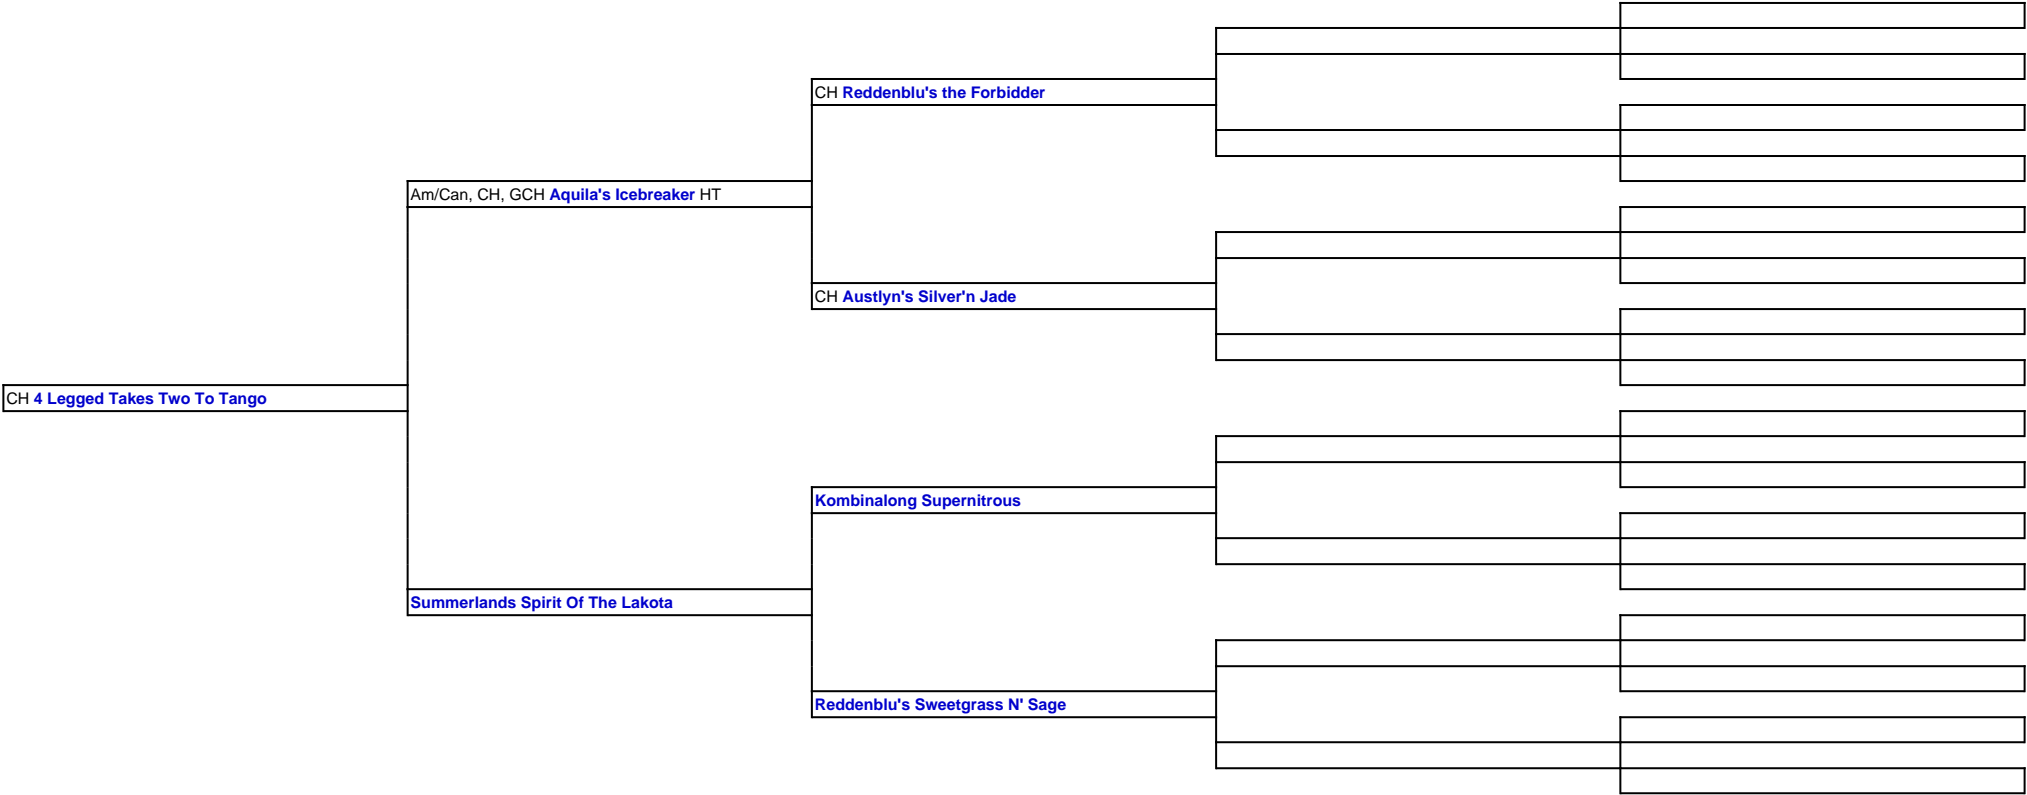 CH Reddenblu's the Forbidder
Am/Can, CH, GCH Aquila's Icebreaker HT
CH Austlyn's Silver'n Jade
CH 4 Legged Takes Two To Tango
Kombinalong Supernitrous
Summerlands Spirit Of The Lakota
Reddenblu's Sweetgrass N' Sage